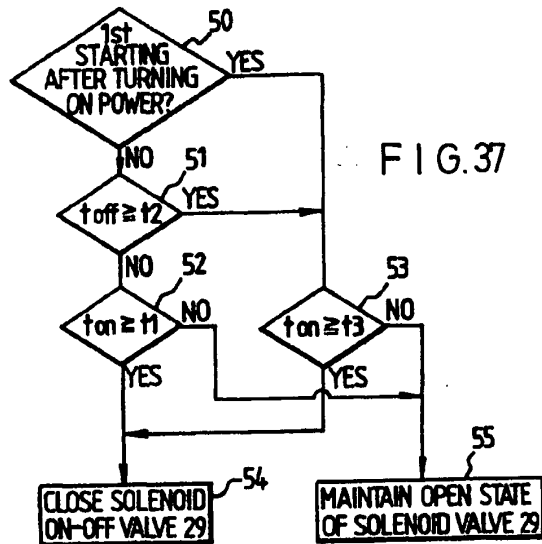 50
1st
STARTING
AFTER TURNING
ON POWER?
YES
NO
FIG.37
51
toff≧t2
YES
NO
52
ton≧t1
NO
YES
53
ton≧t3
NO
YES
54
CLOSE SOLENOID
ON-OFF VALVE 29
55
MAINTAIN OPEN STATE
OF SOLENOID VALVE 29